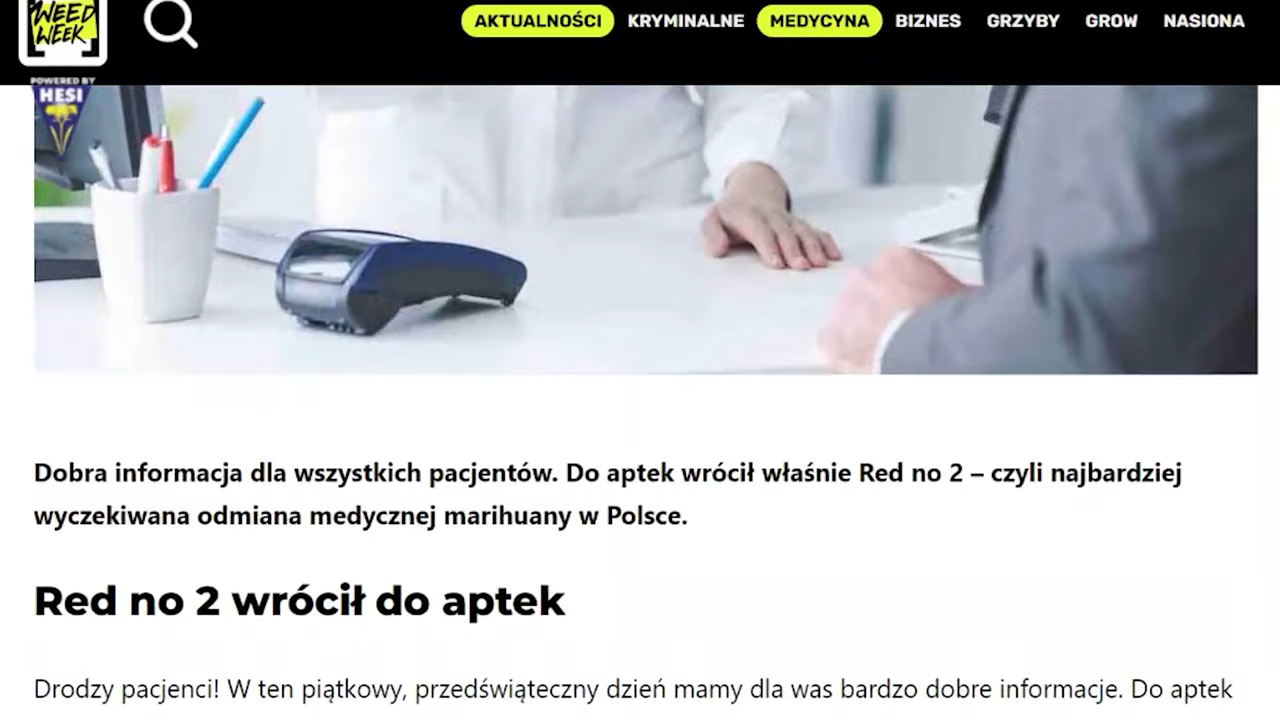 WEED
WEEK
POWERED BY
HESI
AKTUALNOŚCI KRYMINALNE MEDYCYNA BIZNES GRZYBY GROW NASIONA
Dobra informacja dla wszystkich pacjentów. Do aptek wrócił właśnie Red no 2 – czyli najbardziej
wyczekiwana odmiana medycznej marihuany w Polsce.
Red no 2 wrócił do aptek
Drodzy pacjenci! W ten piątkowy, przedświąteczny dzień mamy dla was bardzo dobre informacje. Do aptek